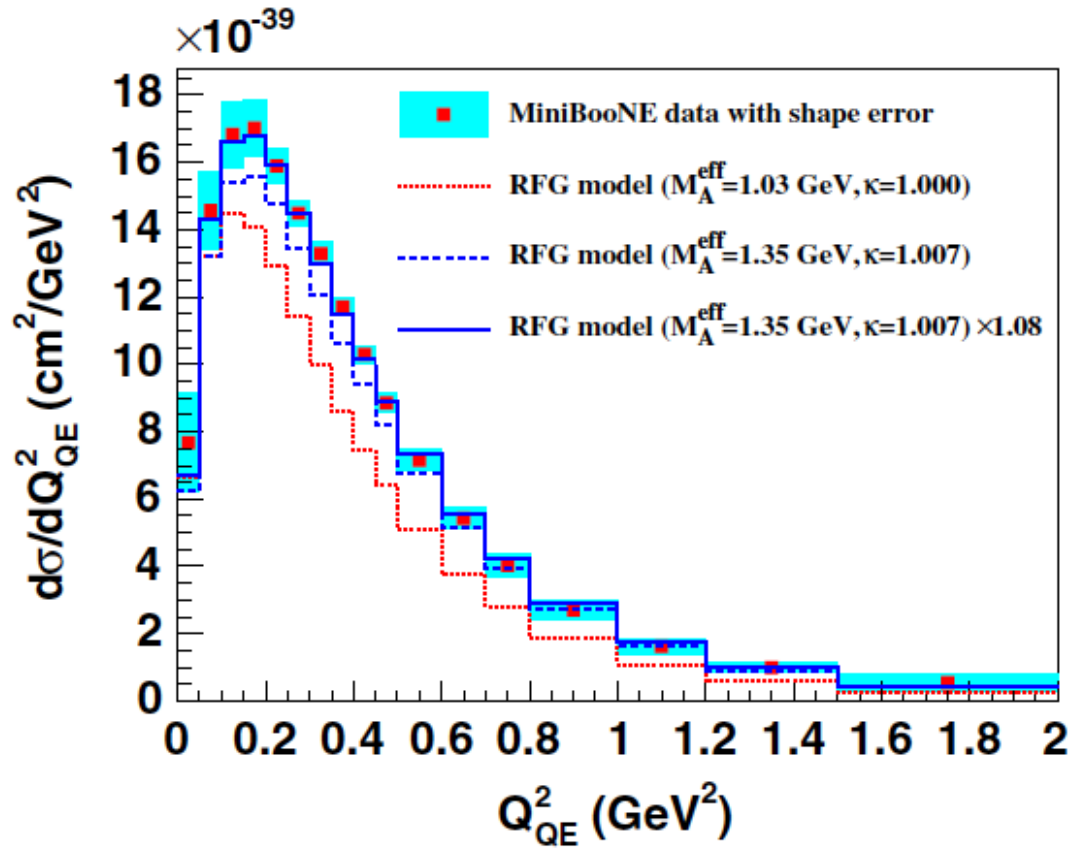 ×10⁻³⁹
18
16
14
12
10
8
6
4
2
0
dσ/dQ²_QE (cm²/GeV²)
MiniBooNE data with shape error
RFG model (M_A^eff=1.03 GeV,κ=1.000)
RFG model (M_A^eff=1.35 GeV,κ=1.007)
RFG model (M_A^eff=1.35 GeV,κ=1.007) ×1.08
0 0.2 0.4 0.6 0.8 1 1.2 1.4 1.6 1.8 2
Q²_QE (GeV²)